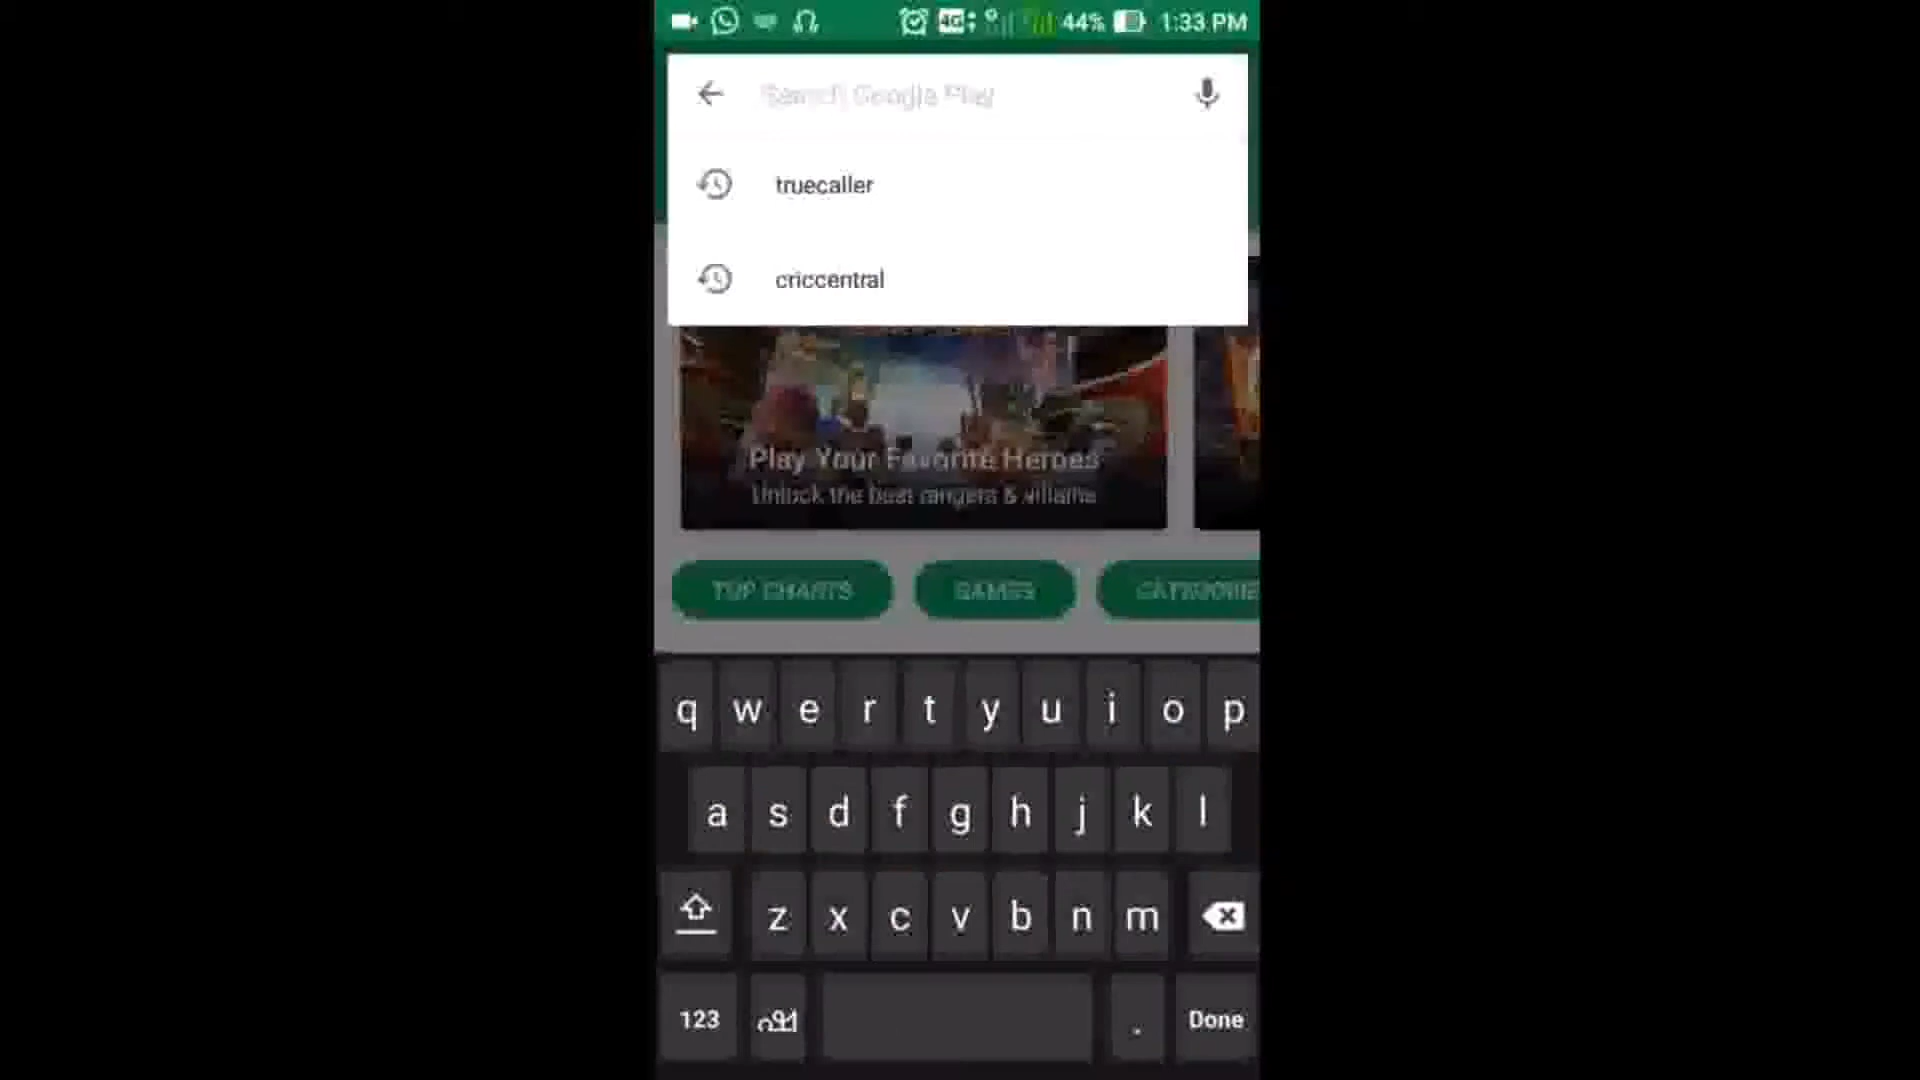 44% 1:33 PM
Search Google Play
truecaller
criccentral
Play Your Favorite Heroes
Unlock the best rangers & villains
TOP CHARTS GAMES CATEGORIE
q w e r t y u i o p
a s d f g h j k l
z x c v b n m
123 . Done